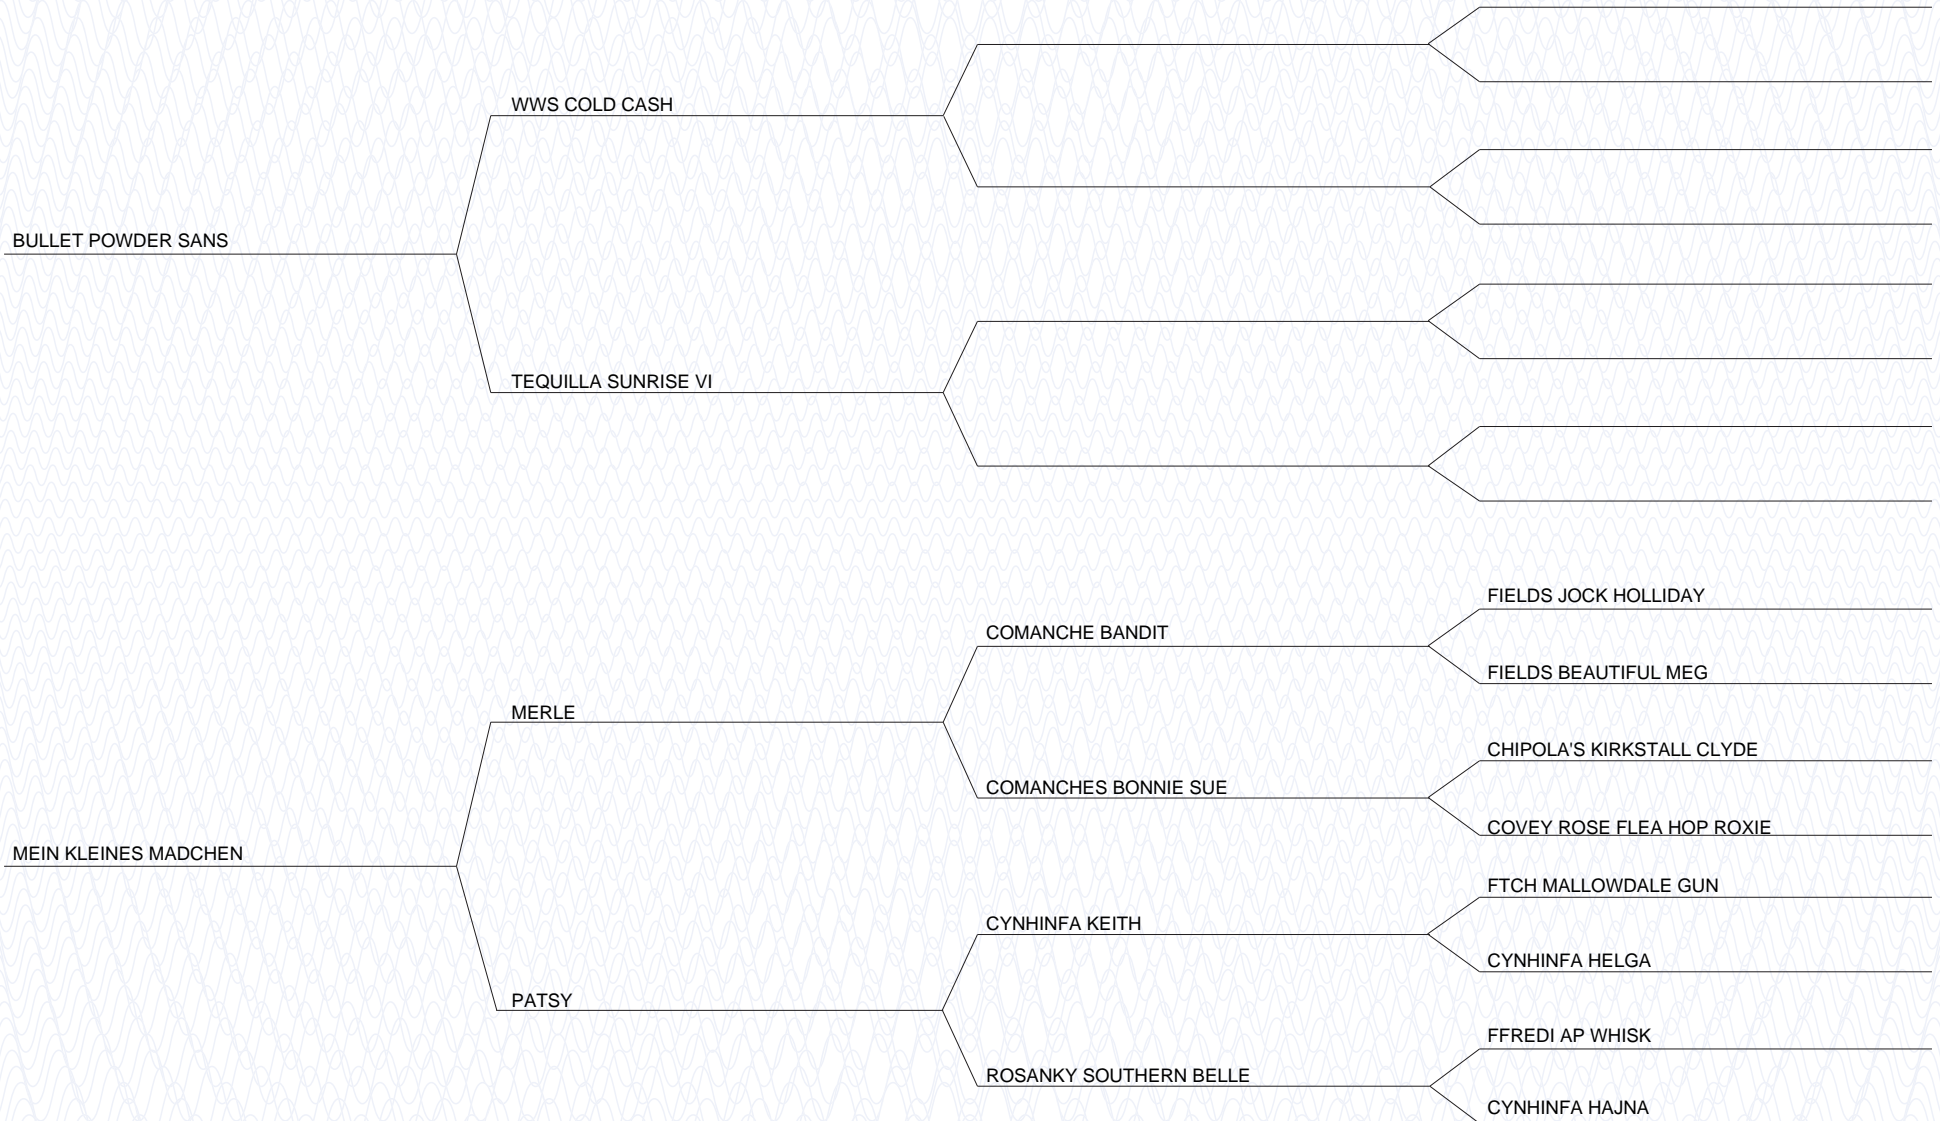 WWS COLD CASH
BULLET POWDER SANS
TEQUILLA SUNRISE VI
FIELDS JOCK HOLLIDAY
COMANCHE BANDIT
FIELDS BEAUTIFUL MEG
MERLE
CHIPOLA'S KIRKSTALL CLYDE
COMANCHES BONNIE SUE
COVEY ROSE FLEA HOP ROXIE
MEIN KLEINES MADCHEN
FTCH MALLOWDALE GUN
CYNHINFA KEITH
CYNHINFA HELGA
PATSY
FFREDI AP WHISK
ROSANKY SOUTHERN BELLE
CYNHINFA HAJNA